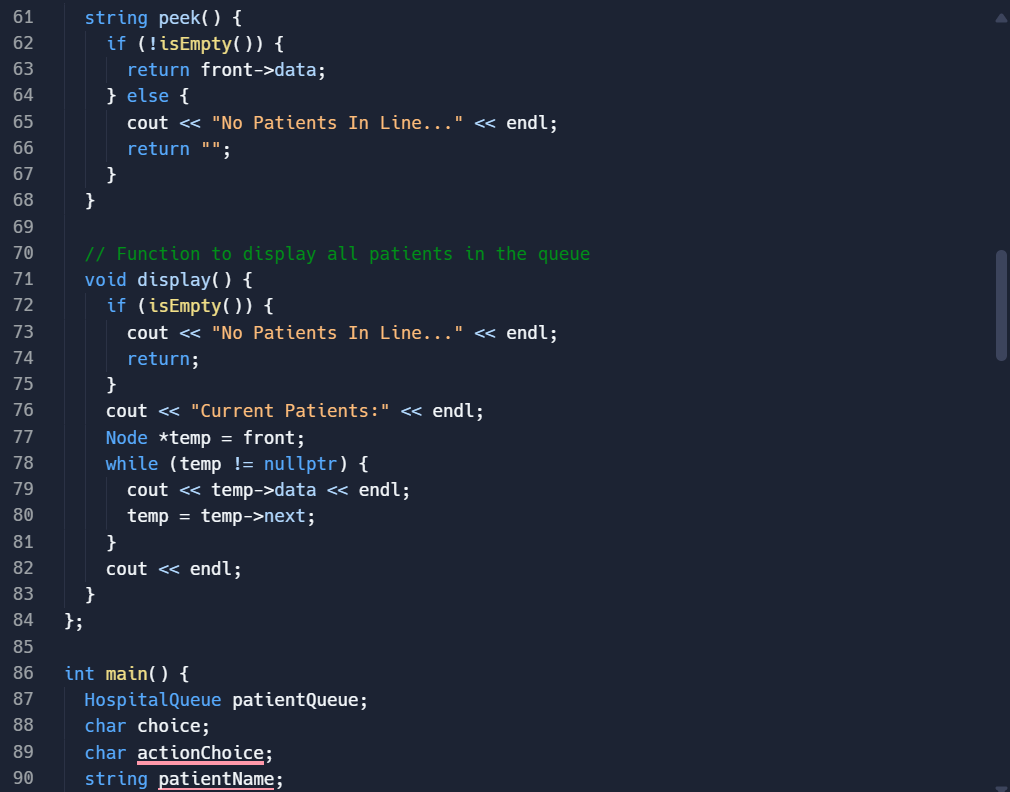 61 string peek() {
62 if (!isEmpty()) {
63 return front->data;
64 } else {
65 cout << "No Patients In Line..." << endl;
66 return "";
67 }
68 }
69
70 // Function to display all patients in the queue
71 void display() {
72 if (isEmpty()) {
73 cout << "No Patients In Line..." << endl;
74 return;
75 }
76 cout << "Current Patients:" << endl;
77 Node *temp = front;
78 while (temp != nullptr) {
79 cout << temp->data << endl;
80 temp = temp->next;
81 }
82 cout << endl;
83 }
84 };
85
86 int main() {
87 HospitalQueue patientQueue;
88 char choice;
89 char actionChoice;
90 string patientName;